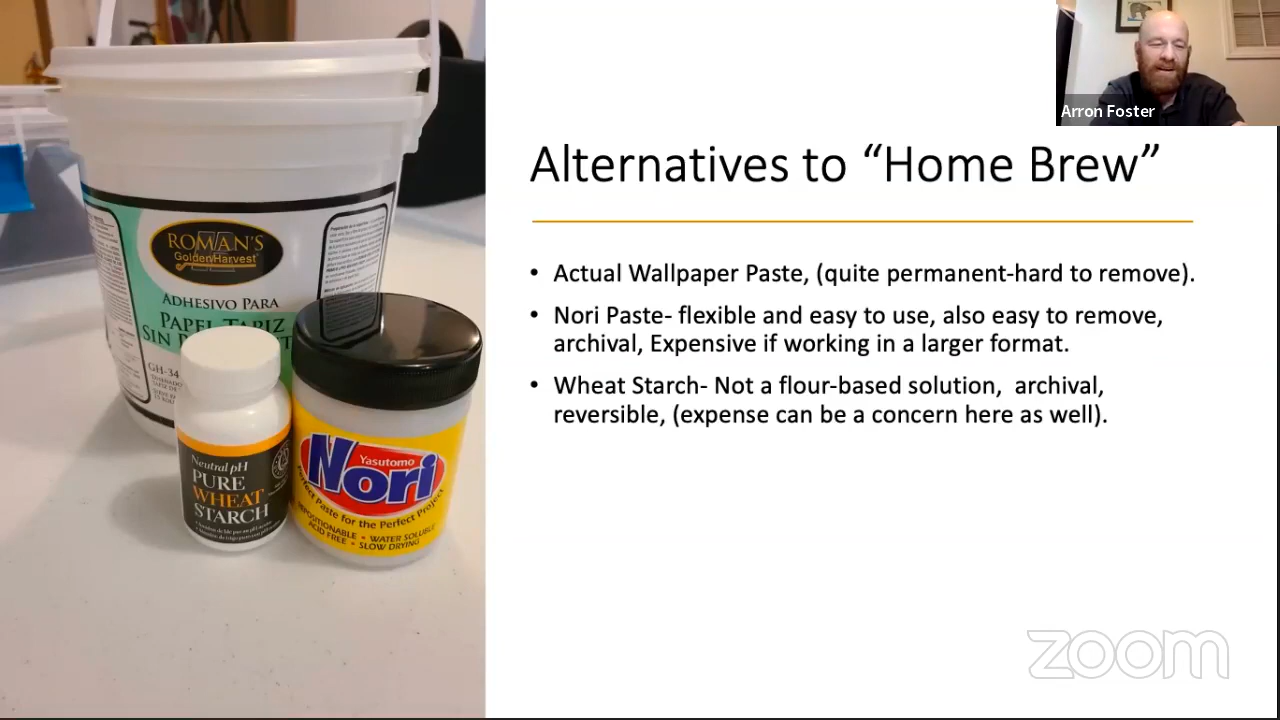 Arron Foster
Alternatives to “Home Brew”
• Actual Wallpaper Paste, (quite permanent-hard to remove).
• Nori Paste- flexible and easy to use, also easy to remove,
archival, Expensive if working in a larger format.
• Wheat Starch- Not a flour-based solution, archival,
reversible, (expense can be a concern here as well).
ROMAN'S
GoldenHarvest
ADHESIVO PARA
PAPEL TAPIZ
SIN
GH-34
Neutral pH
PURE
WHEAT
STARCH
Yasutomo
Nori
Perfect Paste for the Perfect Project
REPOSITIONABLE • WATER SOLUBLE
ACID FREE • SLOW DRYING
zoom